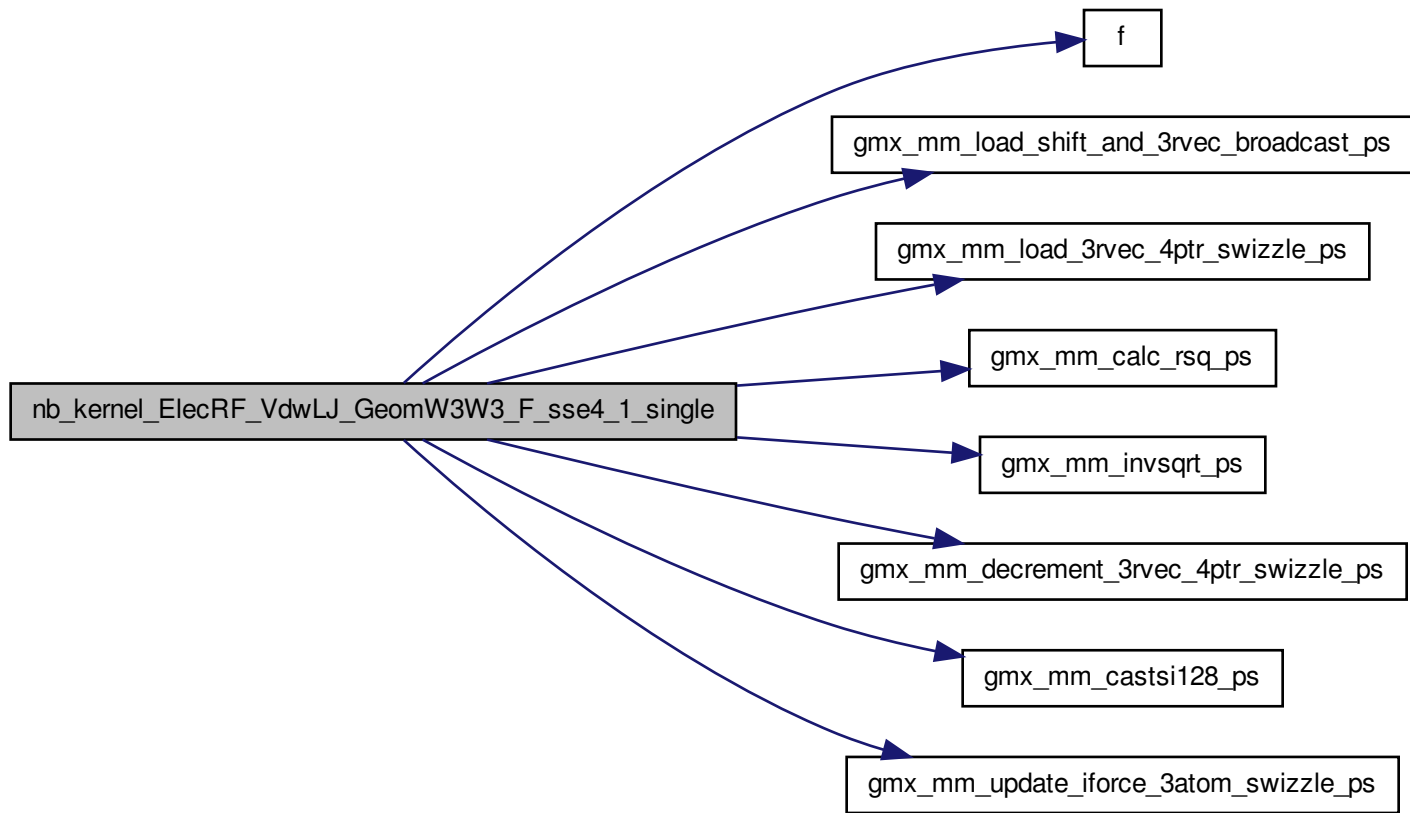 f
gmx_mm_load_shift_and_3rvec_broadcast_ps
gmx_mm_load_3rvec_4ptr_swizzle_ps
gmx_mm_calc_rsq_ps
nb_kernel_ElecRF_VdwLJ_GeomW3W3_F_sse4_1_single
gmx_mm_invsqrt_ps
gmx_mm_decrement_3rvec_4ptr_swizzle_ps
gmx_mm_castsi128_ps
gmx_mm_update_iforce_3atom_swizzle_ps